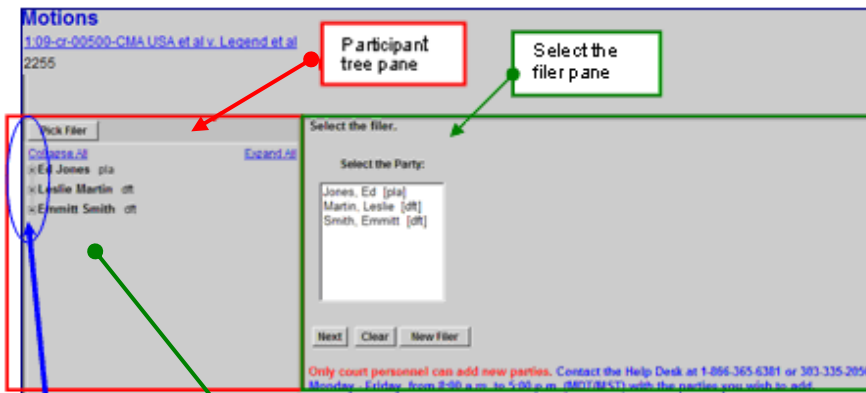 Motions
1:09-cr-00500-CMA USA et al v. Legend et al
2255
Participant
tree pane
Select the
filer pane
Pick Filer
Collapse All Expand All
Ed Jones pla
Leslie Martin dft
Emmitt Smith dft
Select the filer.
Select the Party:
Jones, Ed [pla]
Martin, Leslie [dft]
Smith, Emmitt [dft]
Next Clear New Filer
Only court personnel can add new parties. Contact the Help Desk at 1-866-365-6381 or 303-335-2050
Monday - Friday, from 8:00 a.m. to 5:00 p.m. (MDT/MST) with the parties you wish to add.